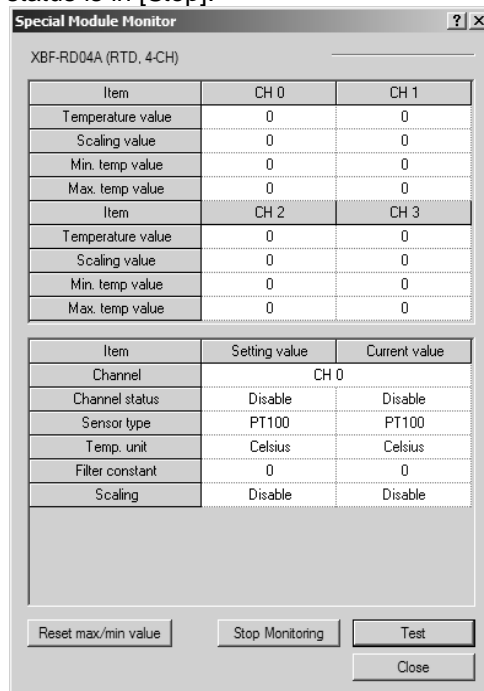 status is in [Stop].
Special Module Monitor ? x
XBF-RD04A (RTD, 4-CH)
Item CH 0 CH 1
Temperature value 0 0
Scaling value 0 0
Min. temp value 0 0
Max. temp value 0 0
Item CH 2 CH 3
Temperature value 0 0
Scaling value 0 0
Min. temp value 0 0
Max. temp value 0 0
Item Setting value Current value
Channel CH 0
Channel status Disable Disable
Sensor type PT100 PT100
Temp. unit Celsius Celsius
Filter constant 0 0
Scaling Disable Disable
Reset max/min value Stop Monitoring Test
Close